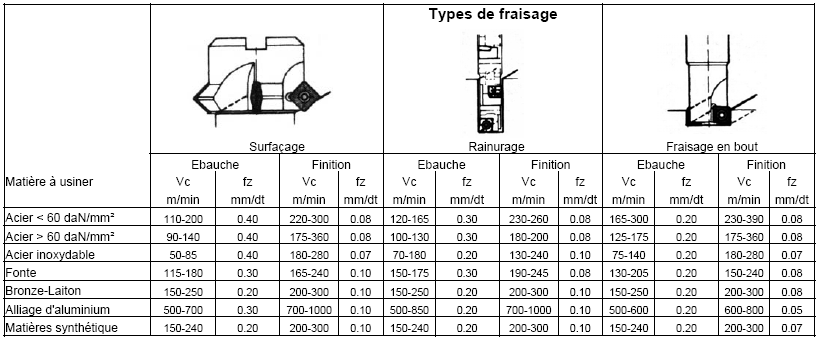 Types de fraisage
Surfaçage Rainurage Fraisage en bout
Ebauche Finition Ebauche Finition Ebauche Finition
Matière à usiner Vc fz Vc fz Vc fz Vc fz Vc fz Vc fz
m/min mm/dt m/min mm/dt m/min mm/dt m/min mm/dt m/min mm/dt m/min mm/dt
Acier < 60 daN/mm² 110-200 0.40 220-300 0.08 120-165 0.30 230-260 0.08 165-300 0.20 230-390 0.08
Acier > 60 daN/mm² 90-140 0.40 175-360 0.08 100-130 0.30 180-200 0.08 125-175 0.20 175-360 0.08
Acier inoxydable 50-85 0.40 180-280 0.07 70-180 0.20 130-240 0.10 75-140 0.20 180-280 0.07
Fonte 115-180 0.30 165-240 0.10 150-175 0.30 190-245 0.08 130-205 0.20 150-240 0.08
Bronze-Laiton 150-250 0.20 200-300 0.10 150-250 0.20 200-300 0.10 150-250 0.20 200-300 0.08
Alliage d'aluminium 500-700 0.30 700-1000 0.10 500-850 0.20 700-1000 0.10 500-600 0.20 600-800 0.05
Matières synthétique 150-240 0.20 200-300 0.10 150-240 0.20 200-300 0.10 150-240 0.20 200-300 0.07